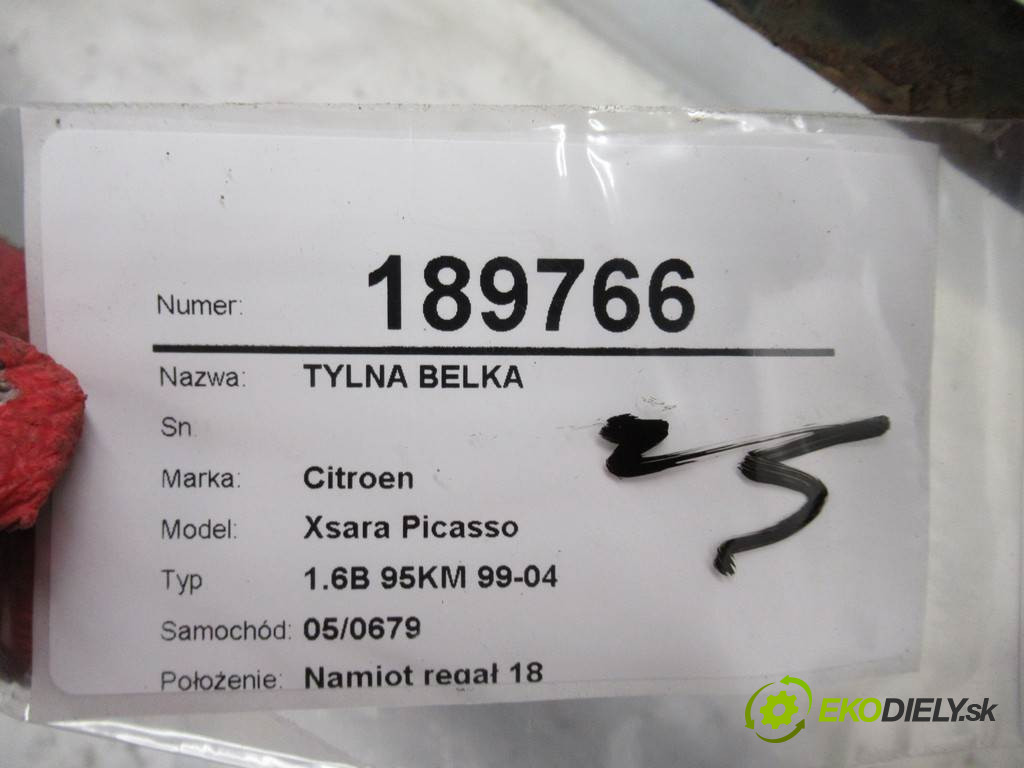 Numer: 189766
Nazwa: TYLNA BELKA
Sn
Marka: Citroen
Model: Xsara Picasso
Typ 1.6B 95KM 99-04
Samochód: 05/0679
Położenie: Namiot regał 18
EKODIELY.sk